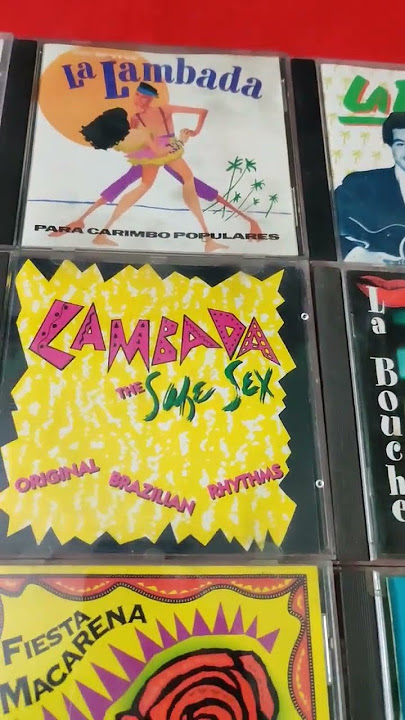 La Lambada
PARA CARIMBO POPULARES
LAMBADA
THE Safe Sex
ORIGINAL BRAZILIAN RHYTHMS
La Bouche
FIESTA
MACARENA